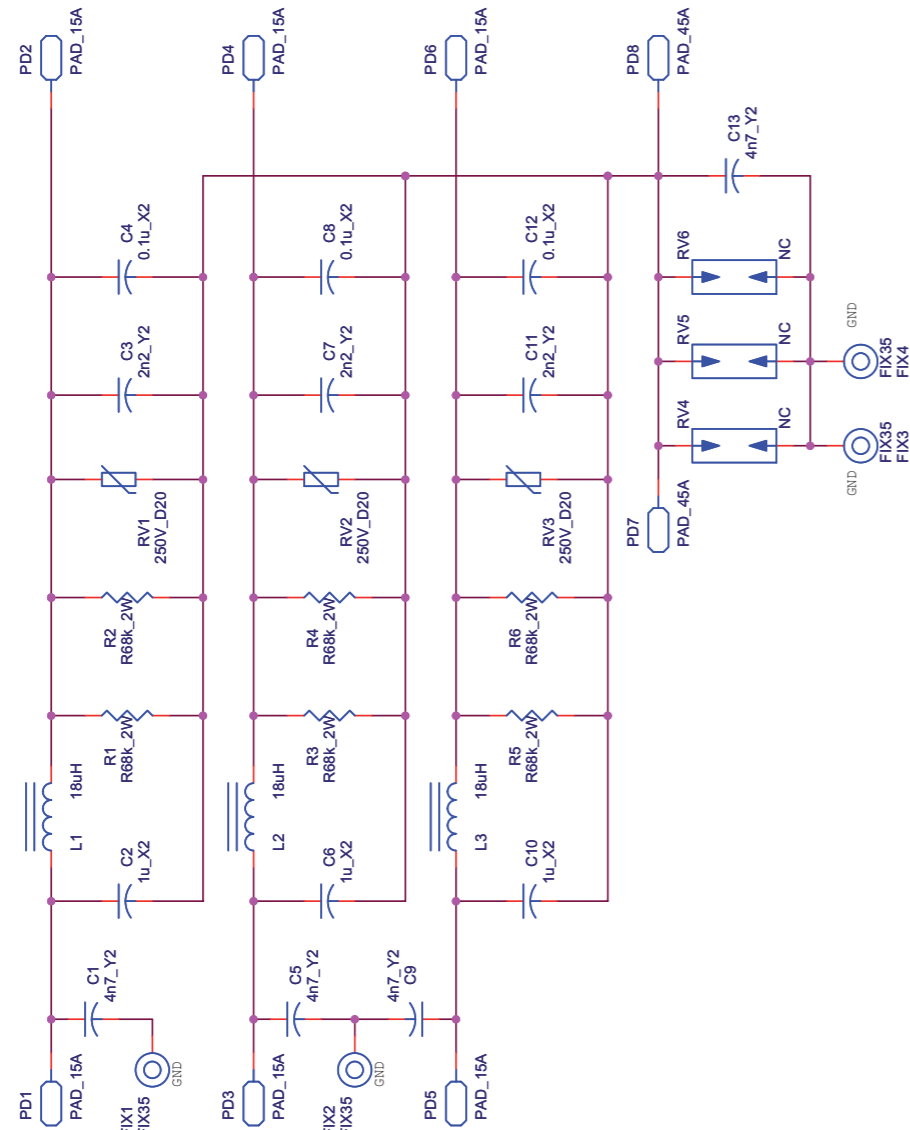 PD2
PAD_15A
PD4
PAD_15A
PD6
PAD_15A
PD8
PAD_45A
C13
4n7_Y2
C4
0.1u_X2
C8
0.1u_X2
C12
0.1u_X2
RV6
NC
C3
2n2_Y2
C7
2n2_Y2
C11
2n2_Y2
RV5
NC
GND
FIX35
FIX4
RV4
NC
GND
FIX35
FIX3
RV1
250V_D20
RV2
250V_D20
RV3
250V_D20
PD7
PAD_45A
R2
R68k_2W
R4
R68k_2W
R6
R68k_2W
R1
R68k_2W
R3
R68k_2W
R5
R68k_2W
18uH
L1
18uH
L2
18uH
L3
C2
1u_X2
C6
1u_X2
C10
1u_X2
C1
4n7_Y2
C5
4n7_Y2
4n7_Y2
C9
PD1
PAD_15A
FIX1
FIX35
GND
PD3
PAD_15A
FIX2
FIX35
GND
PD5
PAD_15A